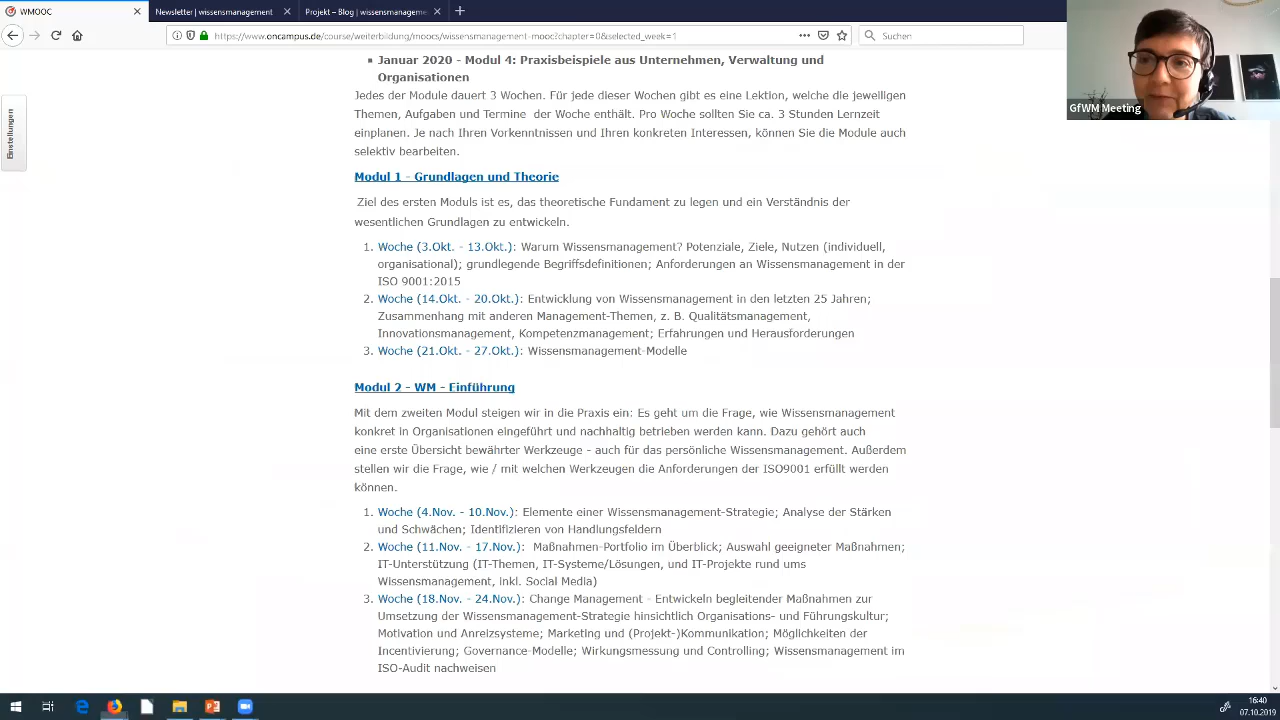 WMOOC
Newsletter | wissensmanagement
Projekt – Blog | wissensmanageme
https://www.oncampus.de/course/weiterbildung/moocs/wissensmanagement-mooc?chapter=0&selected_week=1
Suchen
GfWM Meeting
Einstellungen
▪ Januar 2020 - Modul 4: Praxisbeispiele aus Unternehmen, Verwaltung und
Organisationen
Jedes der Module dauert 3 Wochen. Für jede dieser Wochen gibt es eine Lektion, welche die jeweiligen
Themen, Aufgaben und Termine der Woche enthält. Pro Woche sollten Sie ca. 3 Stunden Lernzeit
einplanen. Je nach Ihren Vorkenntnissen und Ihren konkreten Interessen, können Sie die Module auch
selektiv bearbeiten.
Modul 1 - Grundlagen und Theorie
Ziel des ersten Moduls ist es, das theoretische Fundament zu legen und ein Verständnis der
wesentlichen Grundlagen zu entwickeln.
1. Woche (3.Okt. - 13.Okt.): Warum Wissensmanagement? Potenziale, Ziele, Nutzen (individuell,
organisational); grundlegende Begriffsdefinitionen; Anforderungen an Wissensmanagement in der
ISO 9001:2015
2. Woche (14.Okt. - 20.Okt.): Entwicklung von Wissensmanagement in den letzten 25 Jahren;
Zusammenhang mit anderen Management-Themen, z. B. Qualitätsmanagement,
Innovationsmanagement, Kompetenzmanagement; Erfahrungen und Herausforderungen
3. Woche (21.Okt. - 27.Okt.): Wissensmanagement-Modelle
Modul 2 - WM - Einführung
Mit dem zweiten Modul steigen wir in die Praxis ein: Es geht um die Frage, wie Wissensmanagement
konkret in Organisationen eingeführt und nachhaltig betrieben werden kann. Dazu gehört auch
eine erste Übersicht bewährter Werkzeuge - auch für das persönliche Wissensmanagement. Außerdem
stellen wir die Frage, wie / mit welchen Werkzeugen die Anforderungen der ISO9001 erfüllt werden
können.
1. Woche (4.Nov. - 10.Nov.): Elemente einer Wissensmanagement-Strategie; Analyse der Stärken
und Schwächen; Identifizieren von Handlungsfeldern
2. Woche (11.Nov. - 17.Nov.): Maßnahmen-Portfolio im Überblick; Auswahl geeigneter Maßnahmen;
IT-Unterstützung (IT-Themen, IT-Systeme/Lösungen, und IT-Projekte rund ums
Wissensmanagement, inkl. Social Media)
3. Woche (18.Nov. - 24.Nov.): Change Management - Entwickeln begleitender Maßnahmen zur
Umsetzung der Wissensmanagement-Strategie hinsichtlich Organisations- und Führungskultur;
Motivation und Anreizsysteme; Marketing und (Projekt-)Kommunikation; Möglichkeiten der
Incentivierung; Governance-Modelle; Wirkungsmessung und Controlling; Wissensmanagement im
ISO-Audit nachweisen
16:40
07.10.2019